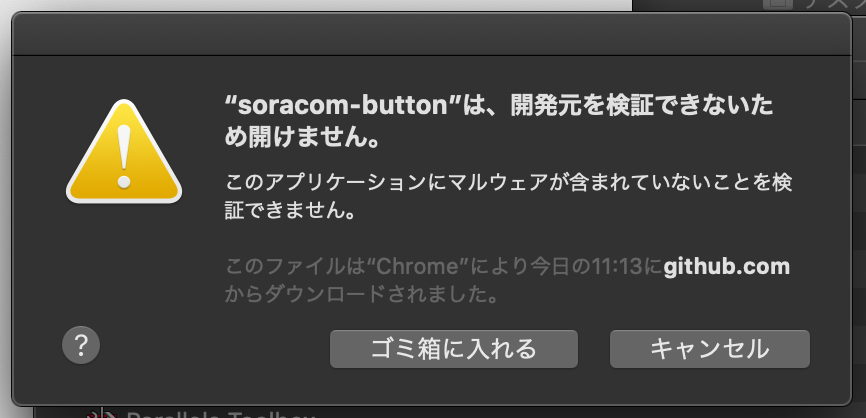 “soracom-button”は、開発元を検証できないた
め開けません。
このアプリケーションにマルウェアが含まれていないことを検
証できません。
このファイルは“Chrome”により今日の11:13にgithub.com
からダウンロードされました。
?
ゴミ箱に入れる
キャンセル
Parallels Toolbox